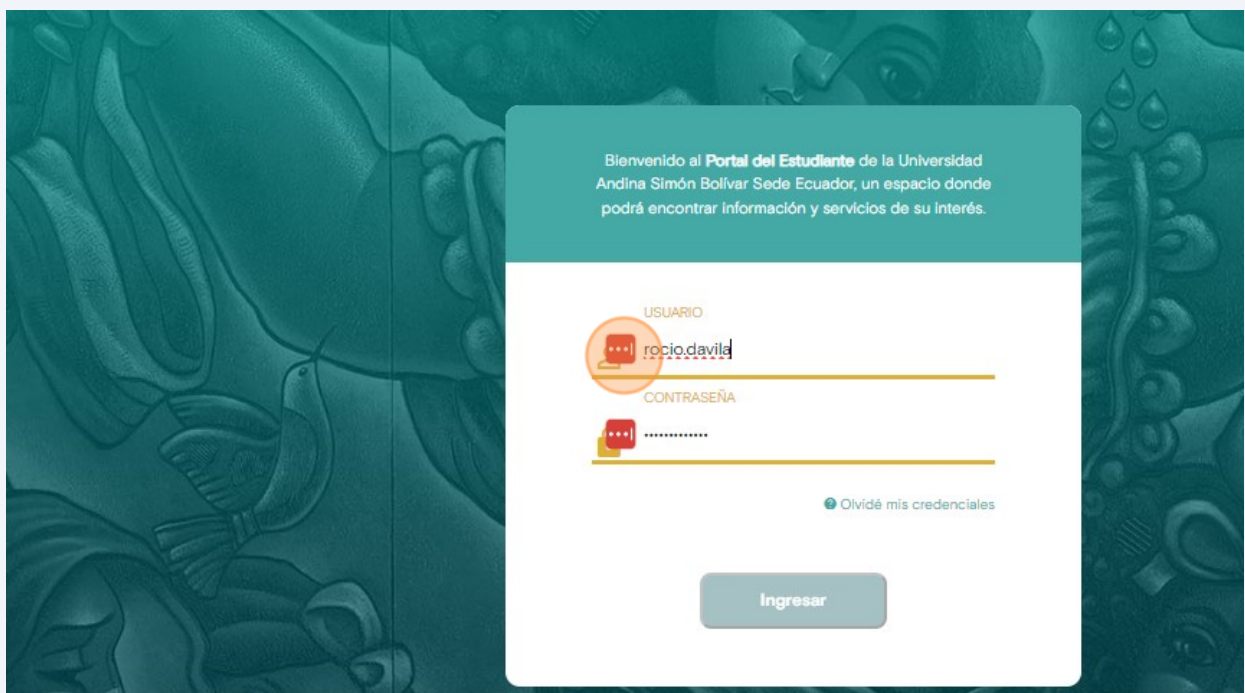 Bienvenido al Portal del Estudiante de la Universidad
Andina Simón Bolívar Sede Ecuador, un espacio donde
podrá encontrar información y servicios de su interés.
USUARIO
rocio.davila
CONTRASEÑA
•••••••••••••
Olvidé mis credenciales
Ingresar